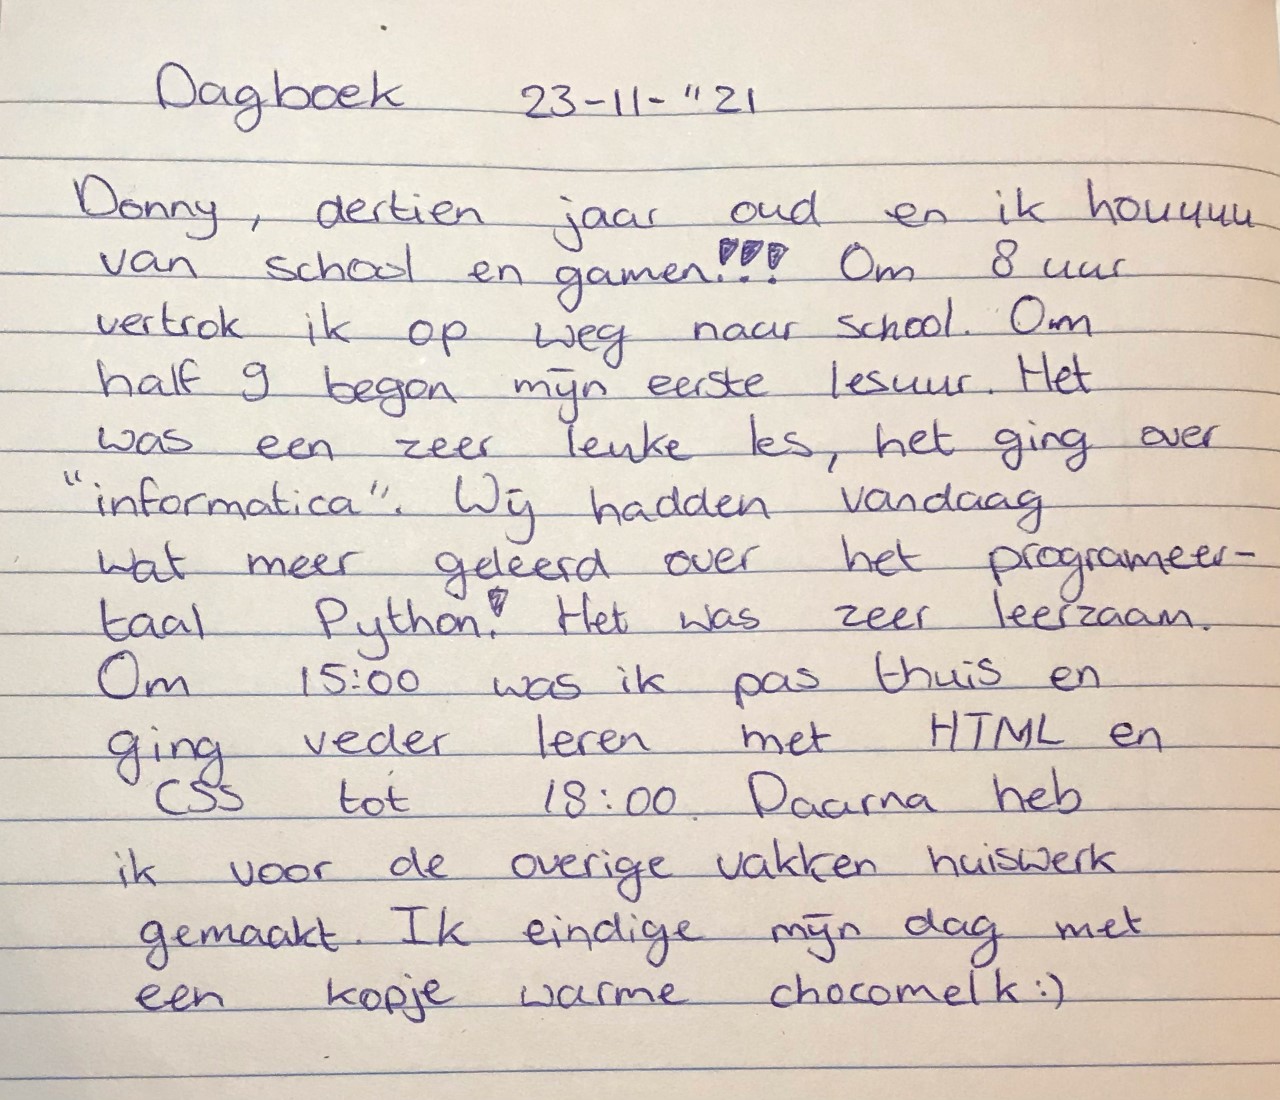 Dagboek 23-11-"21
Donny, dertien jaar oud en ik houuuu
van school en gamen!!! Om 8 uur
vertrok ik op weg naar school. Om
half 9 begon mijn eerste lesuur. Het
was een zeer leuke les, het ging over
"informatica". Wij hadden vandaag
wat meer geleerd over het programeer-
taal Python! Het was zeer leerzaam.
Om 15:00 was ik pas thuis en
ging veder leren met HTML en
CSS tot 18:00. Daarna heb
ik voor de overige vakken huiswerk
gemaakt. Ik eindige mijn dag met
een kopje warme chocomelk:)